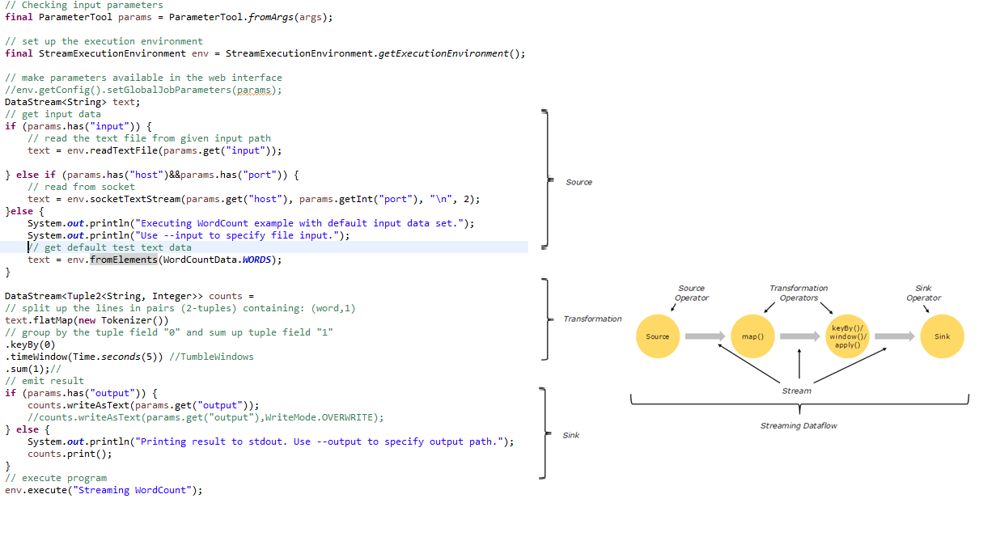 // Checking input parameters
final ParameterTool params = ParameterTool.fromArgs(args);
// set up the execution environment
final StreamExecutionEnvironment env = StreamExecutionEnvironment.getExecutionEnvironment();
// make parameters available in the web interface
//env.getConfig().setGlobalJobParameters(params);
DataStream<String> text;
// get input data
if (params.has("input")) {
    // read the text file from given input path
    text = env.readTextFile(params.get("input"));
} else if (params.has("host")&&params.has("port")) {
    // read from socket
    text = env.socketTextStream(params.get("host"), params.getInt("port"), "\n", 2);
}else {
    System.out.println("Executing WordCount example with default input data set.");
    System.out.println("Use --input to specify file input.");
    // get default test text data
    text = env.fromElements(WordCountData.WORDS);
}
DataStream<Tuple2<String, Integer>> counts =
// split up the lines in pairs (2-tuples) containing: (word,1)
text.flatMap(new Tokenizer())
// group by the tuple field "0" and sum up tuple field "1"
.keyBy(0)
.timeWindow(Time.seconds(5)) //TumbleWindows
.sum(1);//
// emit result
if (params.has("output")) {
    counts.writeAsText(params.get("output"));
    //counts.writeAsText(params.get("output"),WriteMode.OVERWRITE);
} else {
    System.out.println("Printing result to stdout. Use --output to specify output path.");
    counts.print();
}
// execute program
env.execute("Streaming WordCount");
Source
Transformation
Sink
Source
Operator
Transformation
Operators
Sink
Operator
Source
map()
keyBy()/
window()/
apply()
Sink
Stream
Streaming Dataflow